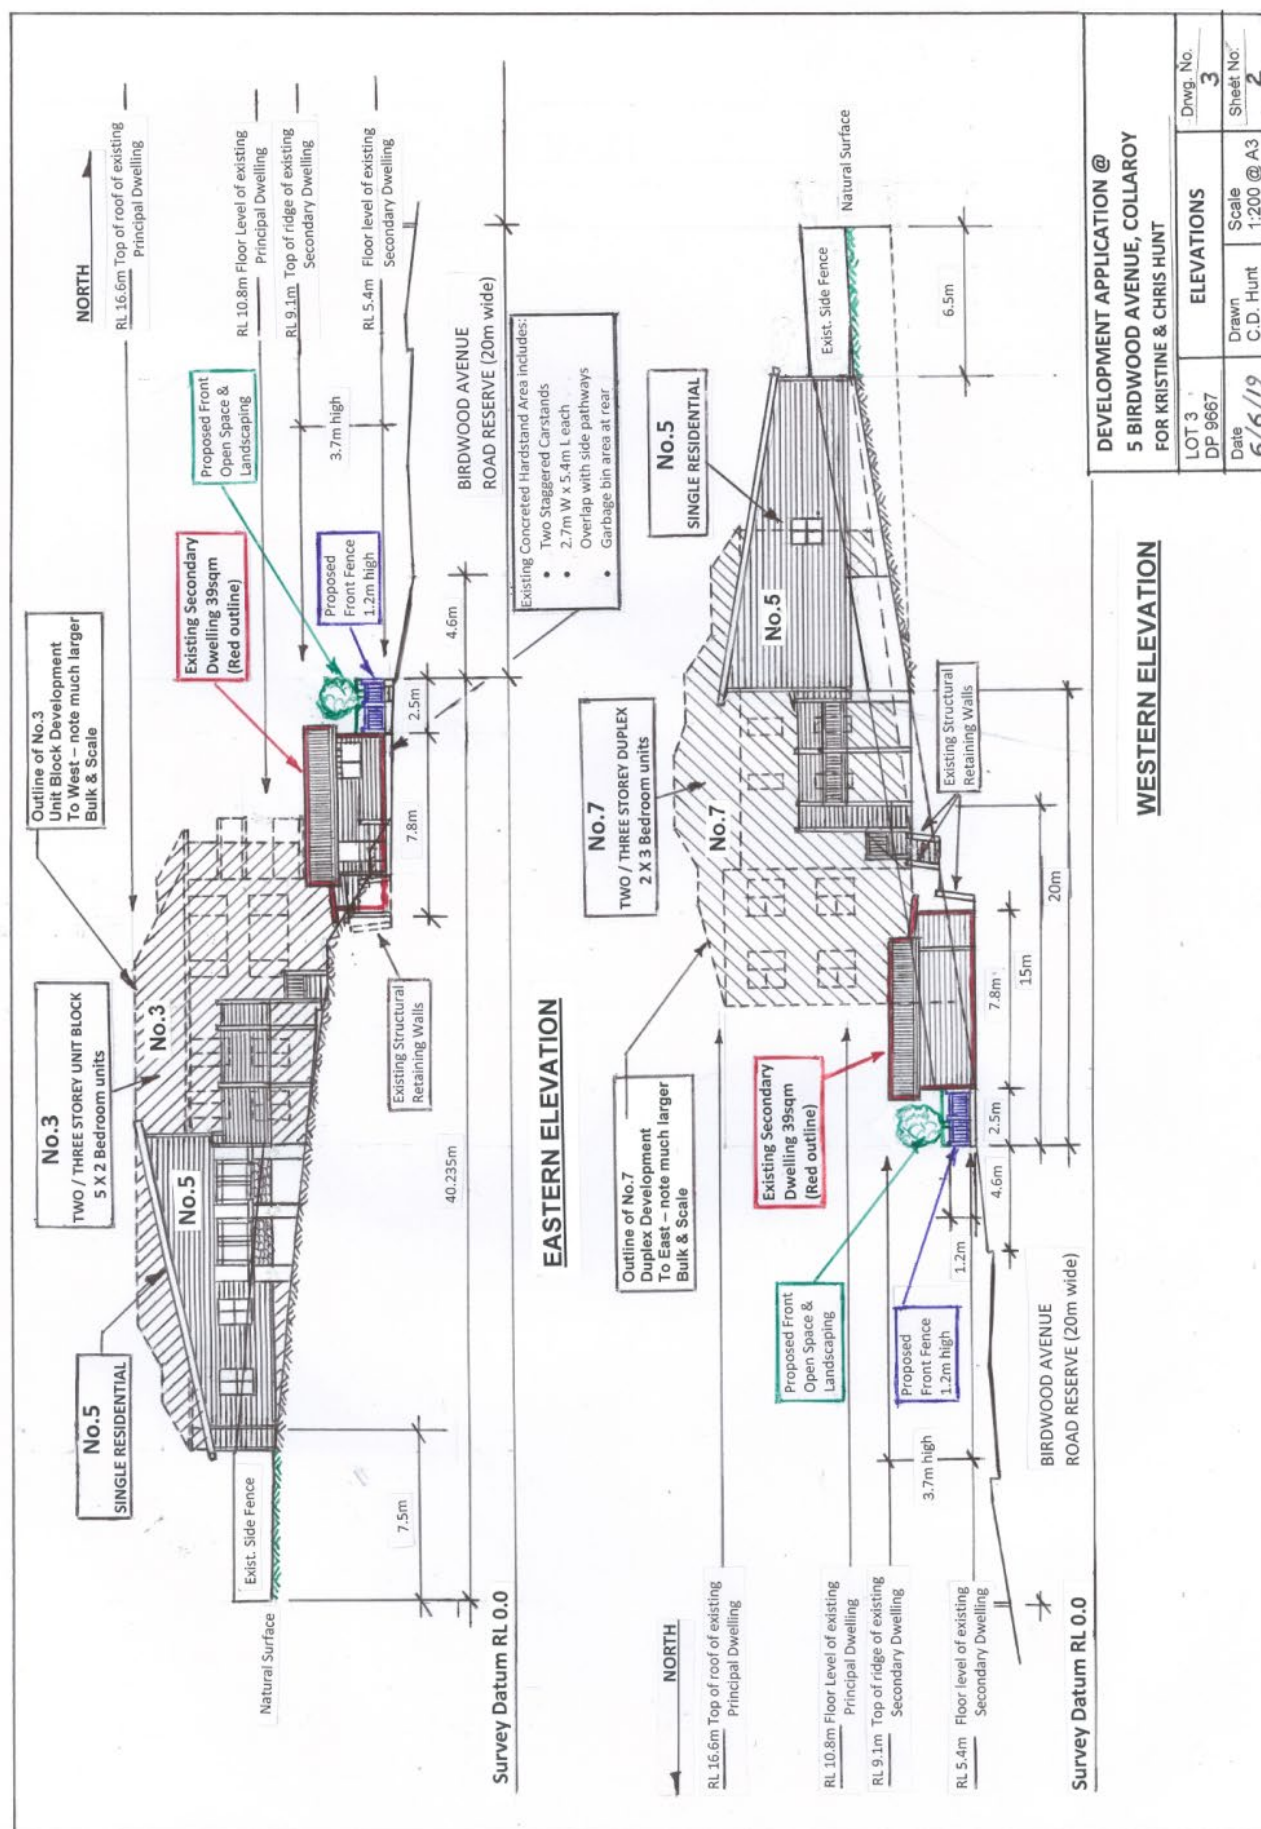 NORTH
RL 16.6m Top of roof of existing
Principal Dwelling
RL 10.8m Floor Level of existing
Principal Dwelling
RL 9.1m Top of ridge of existing
Secondary Dwelling
RL 5.4m Floor level of existing
Secondary Dwelling
Outline of No.3
Unit Block Development
To West – note much larger
Bulk & Scale
Proposed Front
Open Space &
Landscaping
3.7m high
Existing Secondary
Dwelling 39sqm
(Red outline)
Proposed
Front Fence
1.2m high
BIRDWOOD AVENUE
ROAD RESERVE (20m wide)
4.6m
2.5m
7.8m
Existing Concreted Hardstand Area includes:
• Two Staggered Carstands
• 2.7m W x 5.4m L each
Overlap with side pathways
• Garbage bin area at rear
No.3
TWO / THREE STOREY UNIT BLOCK
5 X 2 Bedroom units
No.3
No.5
No.5
SINGLE RESIDENTIAL
Existing Structural
Retaining Walls
40.235m
7.5m
Exist. Side Fence
Natural Surface
Survey Datum RL 0.0
EASTERN ELEVATION
NORTH
RL 16.6m Top of roof of existing
Principal Dwelling
RL 10.8m Floor Level of existing
Principal Dwelling
RL 9.1m Top of ridge of existing
Secondary Dwelling
RL 5.4m Floor level of existing
Secondary Dwelling
Outline of No.7
Duplex Development
To East – note much larger
Bulk & Scale
No.7
TWO / THREE STOREY DUPLEX
2 X 3 Bedroom units
No.7
No.5
SINGLE RESIDENTIAL
No.5
Exist. Side Fence
Natural Surface
6.5m
Existing Secondary
Dwelling 39sqm
(Red outline)
Proposed Front
Open Space &
Landscaping
Proposed
Front Fence
1.2m high
3.7m high
1.2m
4.6m
2.5m
7.8m
15m
20m
Existing Structural
Retaining Walls
BIRDWOOD AVENUE
ROAD RESERVE (20m wide)
Survey Datum RL 0.0
WESTERN ELEVATION
DEVELOPMENT APPLICATION @
5 BIRDWOOD AVENUE, COLLAROY
FOR KRISTINE & CHRIS HUNT
LOT 3
DP 9667
ELEVATIONS
Drwg. No.
3
Date
6/6/19
Drawn
C.D. Hunt
Scale
1:200 @ A3
Sheet No:
2